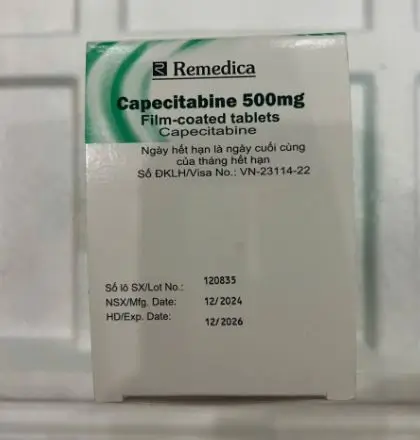 Remedica
Capecitabine 500mg
Film-coated tablets
Capecitabine
Ngày hết hạn là ngày cuối cùng
của tháng hết hạn
Số ĐKLH/Visa No.: VN-23114-22
Số lô SX/Lot No.: 120835
NSX/Mfg. Date: 12/2024
HD/Exp. Date: 12/2026